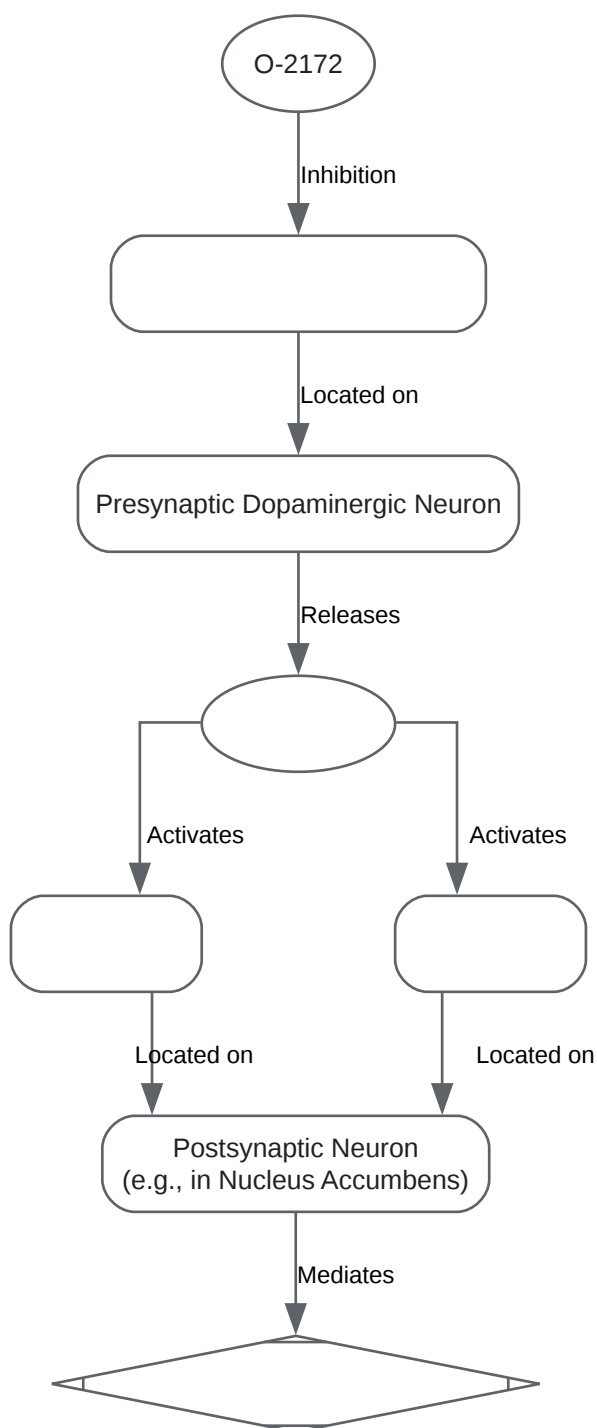 O-2172
Inhibition
Located on
Presynaptic Dopaminergic Neuron
Releases
Activates
Activates
Located on
Located on
Postsynaptic Neuron
(e.g., in Nucleus Accumbens)
Mediates